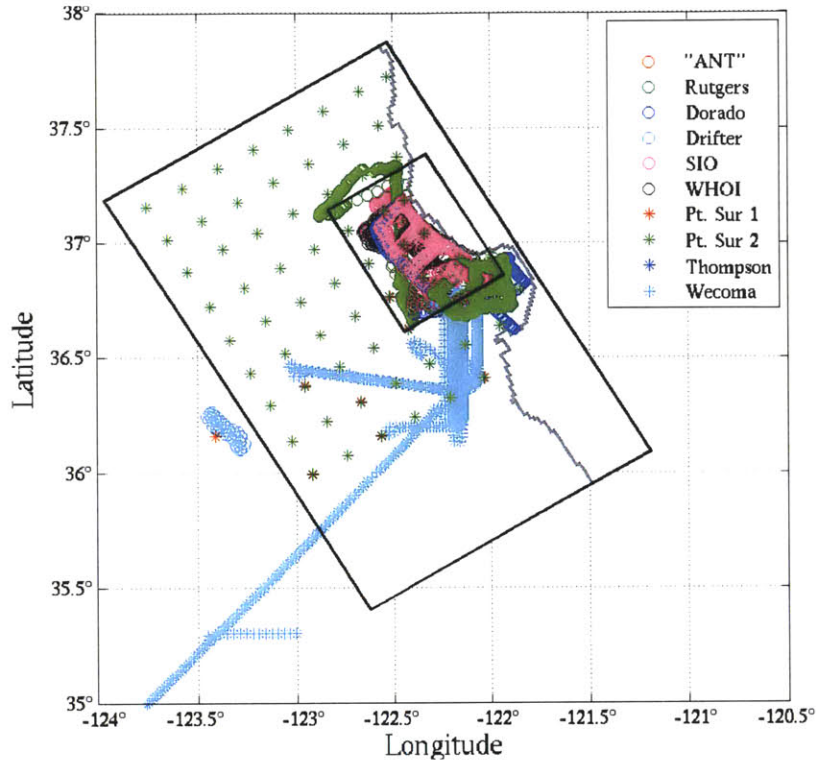 38°
37.5°
37°
36.5°
36°
35.5°
35°
Latitude
-124°
-123.5°
-123°
-122.5°
-122°
-121.5°
-121°
-120.5°
Longitude
"ANT"
Rutgers
Dorado
Drifter
SIO
WHOI
Pt. Sur 1
Pt. Sur 2
Thompson
Wecoma